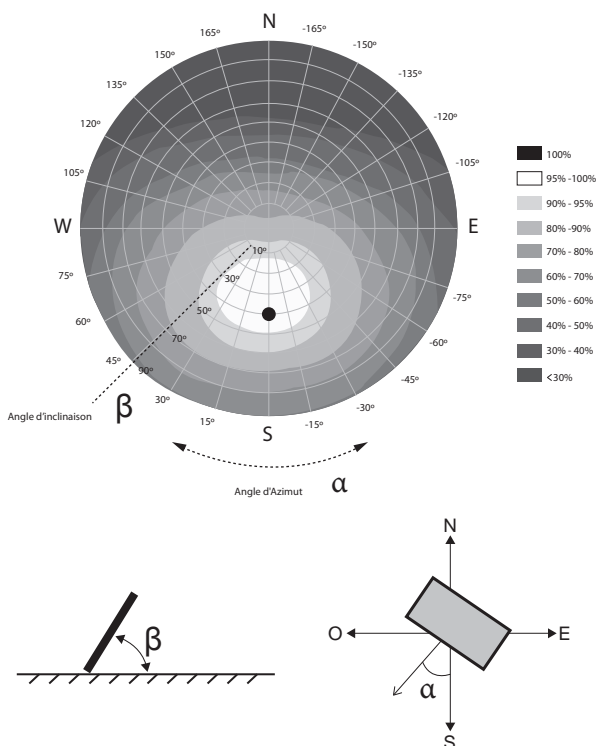 N
165º
-165º
150º
-150º
135º
-135º
120º
-120º
105º
-105º
W
E
75º
-75º
60º
-60º
45º
-45º
30º
-30º
15º
-15º
S
10º
30º
50º
70º
90º
100%
95% -100%
90% - 95%
80% -90%
70% - 80%
60% - 70%
50% - 60%
40% - 50%
30% - 40%
<30%
Angle d’inclinaison β
Angle d'Azimut α
β
N
O
E
α
S